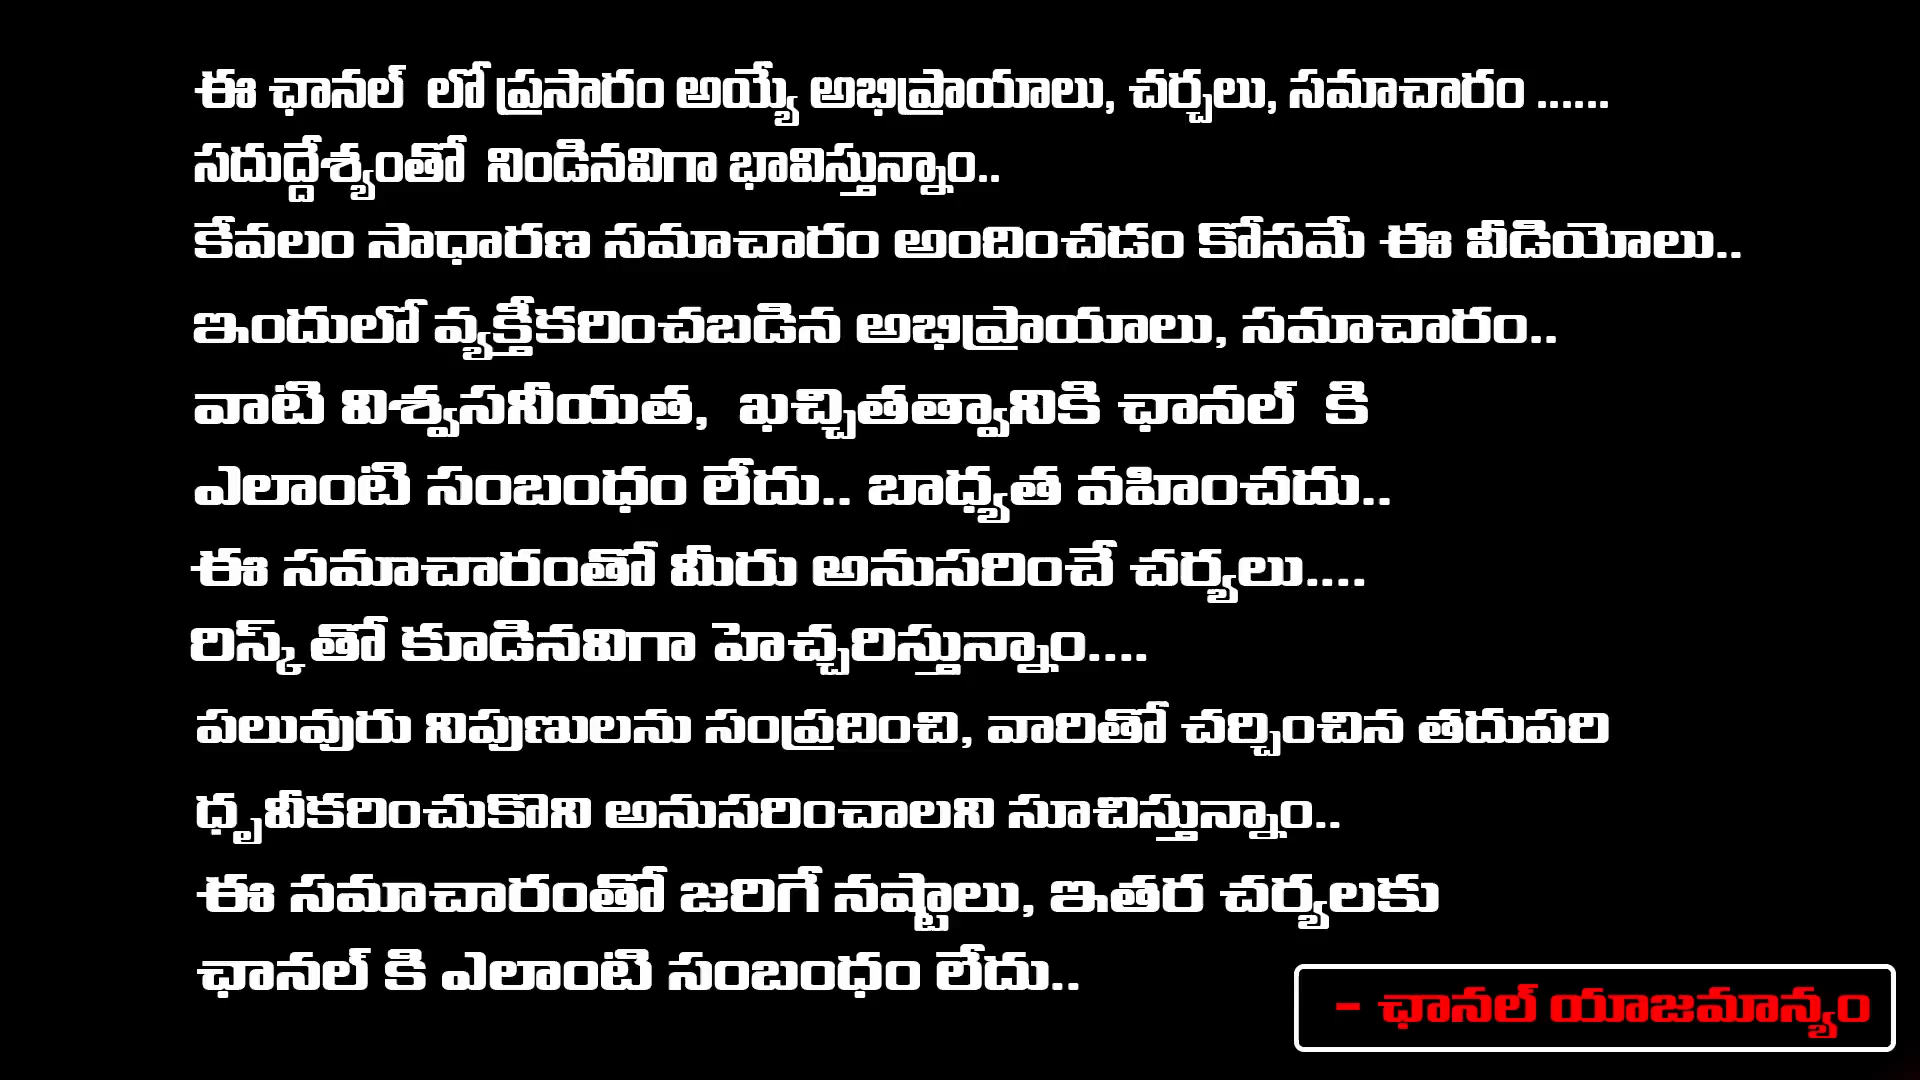 ఈ ఛానల్ లో ప్రసారం అయ్యే అభిప్రాయాలు, చర్చలు, సమాచారం ......
సదుద్దేశ్యంతో నిండినవిగా భావిస్తున్నాం..
కేవలం సాధారణ సమాచారం అందించడం కోసమే ఈ వీడియోలు..
ఇందులో వ్యక్తీకరించబడిన అభిప్రాయాలు, సమాచారం..
వాటి విశ్వసనీయత, ఖచ్చితత్వానికి ఛానల్ కి
ఎలాంటి సంబంధం లేదు.. బాధ్యత వహించదు..
ఈ సమాచారంతో మీరు అనుసరించే చర్యలు....
రిస్క్ తో కూడినవిగా హెచ్చరిస్తున్నాం....
పలువురు నిపుణులను సంప్రదించి, వారితో చర్చించిన తదుపరి
ధృవీకరించుకొని అనుసరించాలని సూచిస్తున్నాం..
ఈ సమాచారంతో జరిగే నష్టాలు, ఇతర చర్యలకు
ఛానల్ కి ఎలాంటి సంబంధం లేదు..
- ఛానల్ యాజమాన్యం